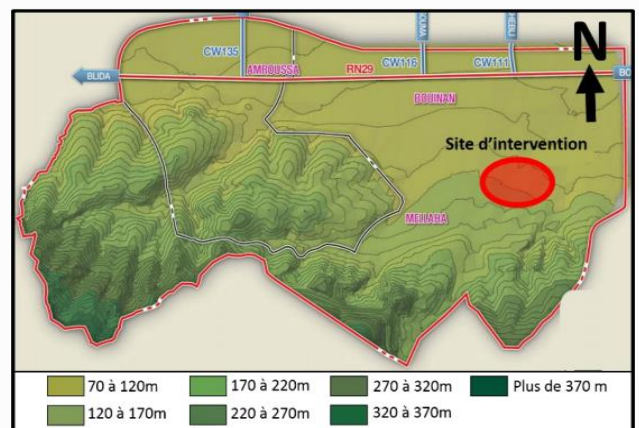 CW135
CW116
CW111
N
BLIDA
AMROUSSA
RN29
BOUINAN
Site d'intervention
MELLAHA
70 à 120m
170 à 220m
270 à 320m
Plus de 370 m
120 à 170m
220 à 270m
320 à 370m